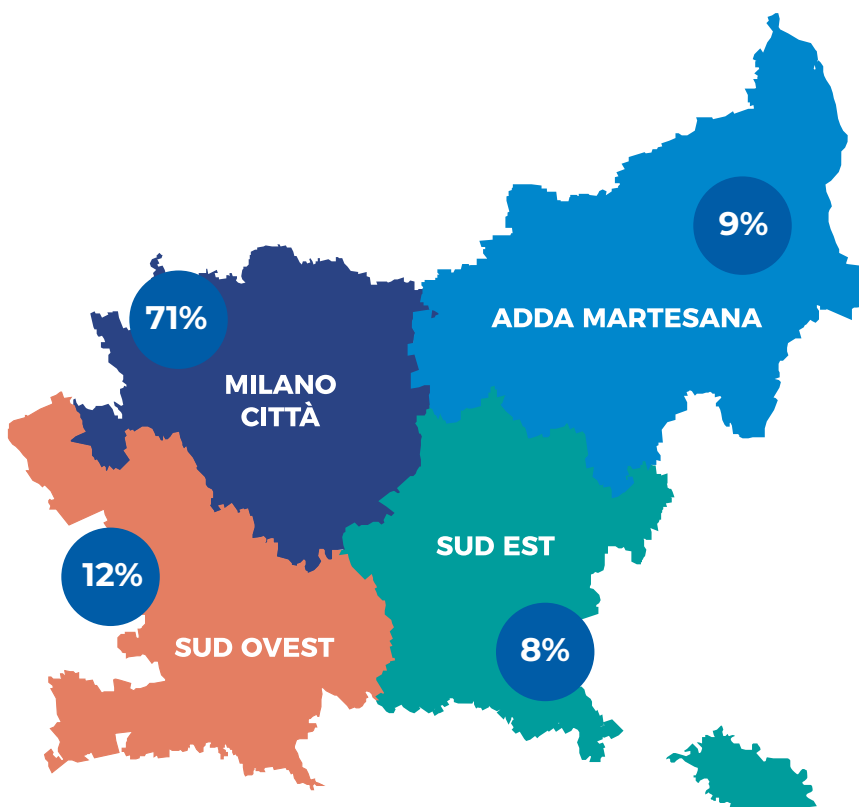 9%
ADDA MARTESANA
71%
MILANO
CITTÀ
SUD EST
12%
SUD OVEST
8%